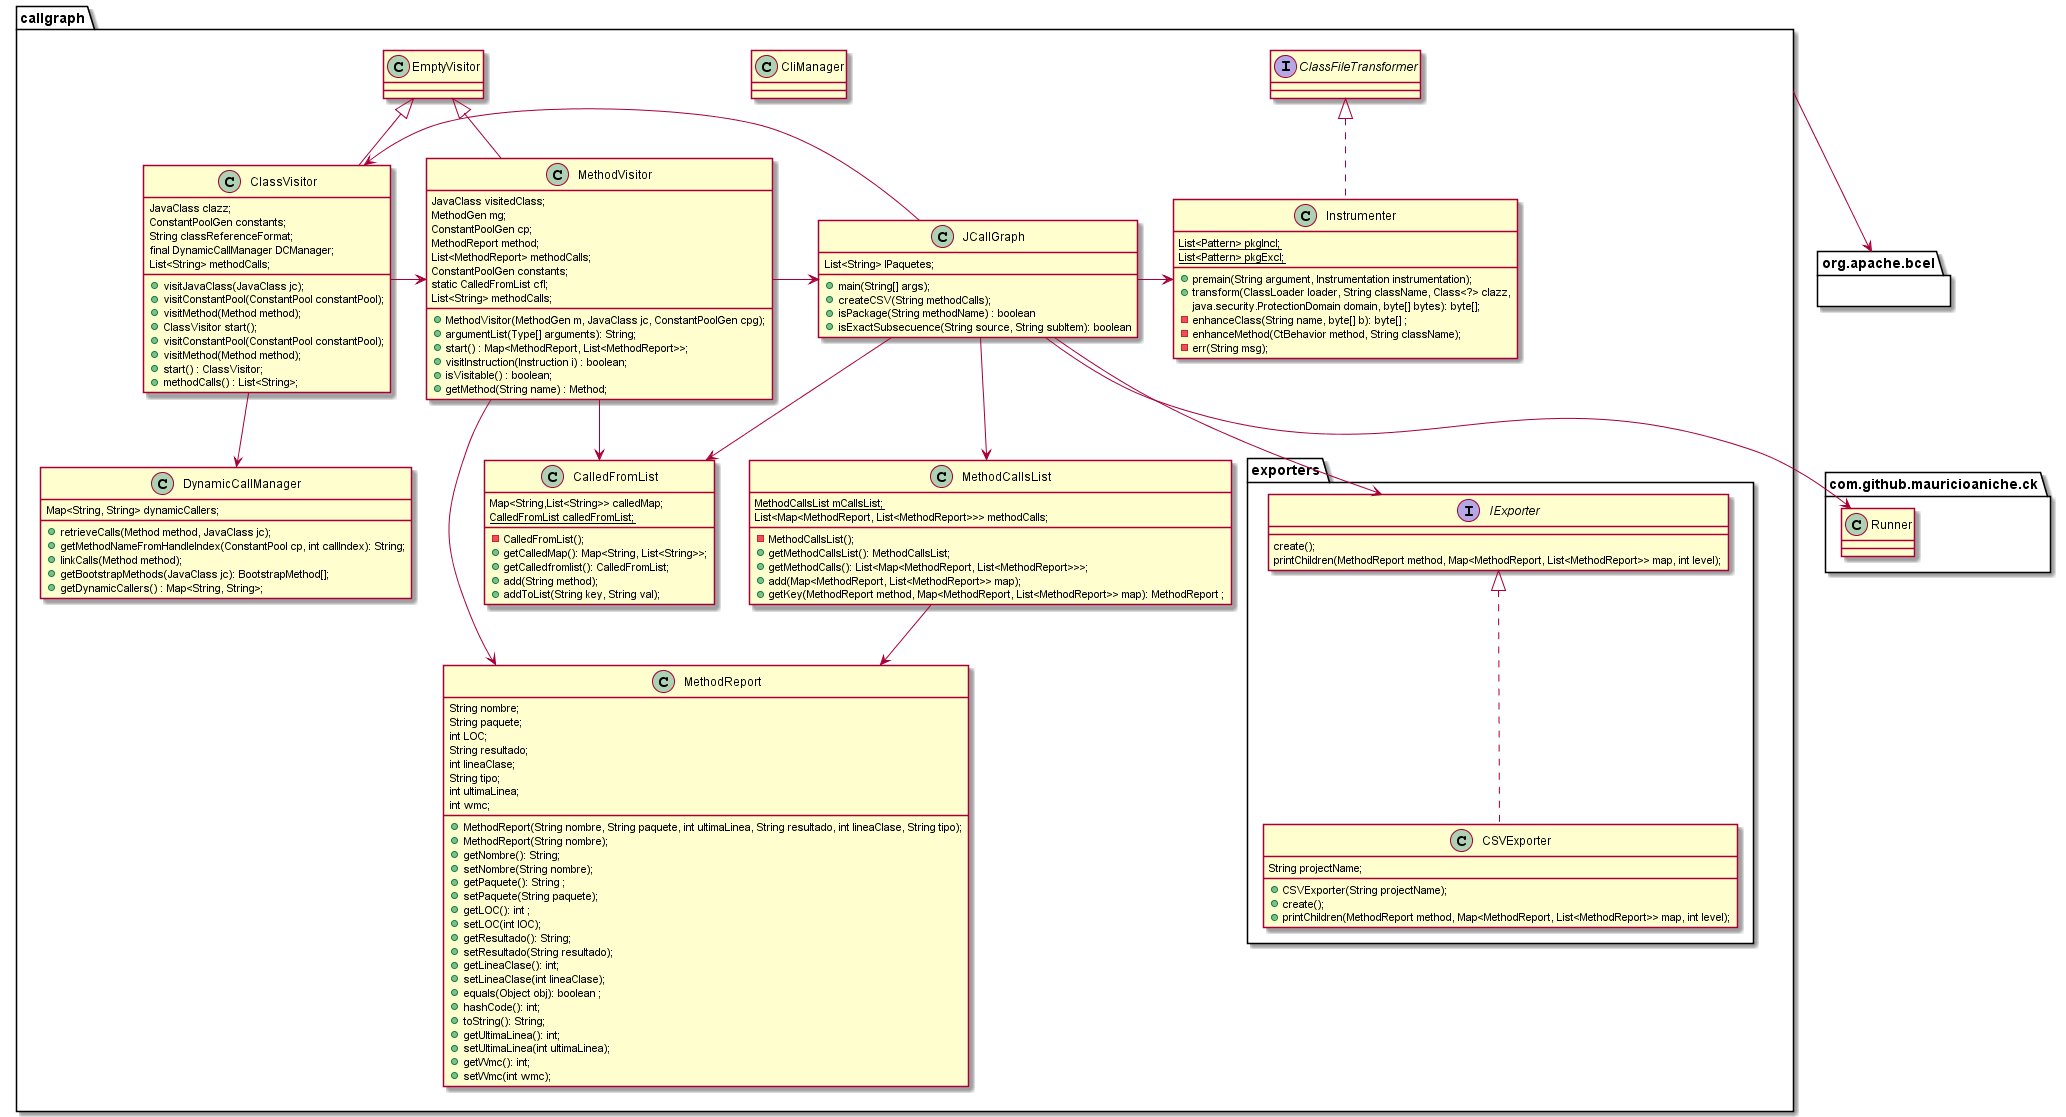 callgraph
EmptyVisitor
CliManager
ClassFileTransformer
ClassVisitor
JavaClass clazz;
ConstantPoolGen constants;
String classReferenceFormat;
final DynamicCallManager DCManager;
List<String> methodCalls;
visitJavaClass(JavaClass jc);
visitConstantPool(ConstantPool constantPool);
visitMethod(Method method);
ClassVisitor start();
visitConstantPool(ConstantPool constantPool);
visitMethod(Method method);
start() : ClassVisitor;
methodCalls() : List<String>;
MethodVisitor
JavaClass visitedClass;
MethodGen mg;
ConstantPoolGen cp;
MethodReport method;
List<MethodReport> methodCalls;
ConstantPoolGen constants;
static CalledFromList cfl;
List<String> methodCalls;
MethodVisitor(MethodGen m, JavaClass jc, ConstantPoolGen cpg);
argumentList(Type[] arguments): String;
start() : Map<MethodReport, List<MethodReport>>;
visitInstruction(Instruction i) : boolean;
isVisitable() : boolean;
getMethod(String name) : Method;
JCallGraph
List<String> lPaquetes;
main(String[] args);
createCSV(String methodCalls);
isPackage(String methodName) : boolean
isExactSubsecuence(String source, String subItem): boolean
Instrumenter
List<Pattern> pkgIncl;
List<Pattern> pkgExcl;
premain(String argument, Instrumentation instrumentation);
transform(ClassLoader loader, String className, Class<?> clazz,
java.security.ProtectionDomain domain, byte[] bytes): byte[];
enhanceClass(String name, byte[] b): byte[] ;
enhanceMethod(CtBehavior method, String className);
err(String msg);
org.apache.bcel
DynamicCallManager
Map<String, String> dynamicCallers;
retrieveCalls(Method method, JavaClass jc);
getMethodNameFromHandleIndex(ConstantPool cp, int callIndex): String;
linkCalls(Method method);
getBootstrapMethods(JavaClass jc): BootstrapMethod[];
getDynamicCallers() : Map<String, String>;
CalledFromList
Map<String,List<String>> calledMap;
CalledFromList calledFromList;
CalledFromList();
getCalledMap(): Map<String, List<String>>;
getCalledfromlist(): CalledFromList;
add(String method);
addToList(String key, String val);
MethodCallsList
MethodCallsList mCallsList;
List<Map<MethodReport, List<MethodReport>>> methodCalls;
MethodCallsList();
getMethodCallsList(): MethodCallsList;
getMethodCalls(): List<Map<MethodReport, List<MethodReport>>>;
add(Map<MethodReport, List<MethodReport>> map);
getKey(MethodReport method, Map<MethodReport, List<MethodReport>> map): MethodReport ;
exporters
IExporter
create();
printChildren(MethodReport method, Map<MethodReport, List<MethodReport>> map, int level);
com.github.mauricioaniche.ck
Runner
MethodReport
String nombre;
String paquete;
int LOC;
String resultado;
int lineaClase;
String tipo;
int ultimaLinea;
int wmc;
MethodReport(String nombre, String paquete, int ultimaLinea, String resultado, int lineaClase, String tipo);
MethodReport(String nombre);
getNombre(): String;
setNombre(String nombre);
getPaquete(): String ;
setPaquete(String paquete);
getLOC(): int ;
setLOC(int lOC);
getResultado(): String;
setResultado(String resultado);
getLineaClase(): int;
setLineaClase(int lineaClase);
equals(Object obj): boolean ;
hashCode(): int;
toString(): String;
getUltimaLinea(): int;
setUltimaLinea(int ultimaLinea);
getWmc(): int;
setWmc(int wmc);
CSVExporter
String projectName;
CSVExporter(String projectName);
create();
printChildren(MethodReport method, Map<MethodReport, List<MethodReport>> map, int level);